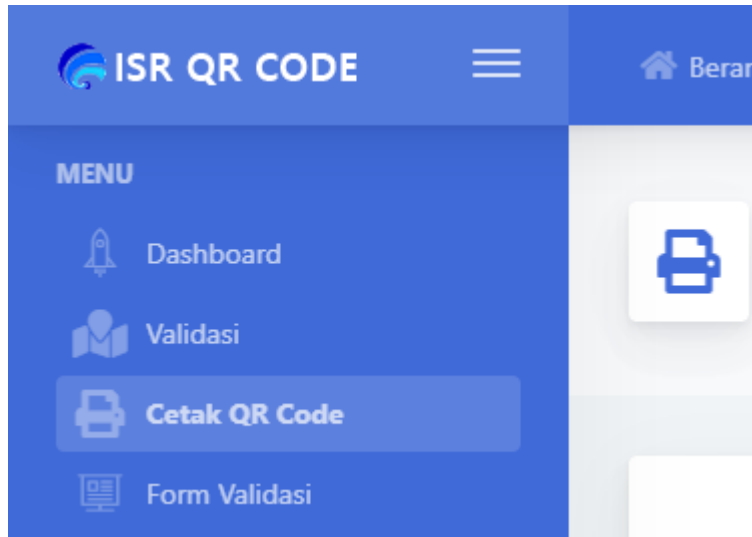 ISR QR CODE
MENU
Dashboard
Validasi
Cetak QR Code
Form Validasi